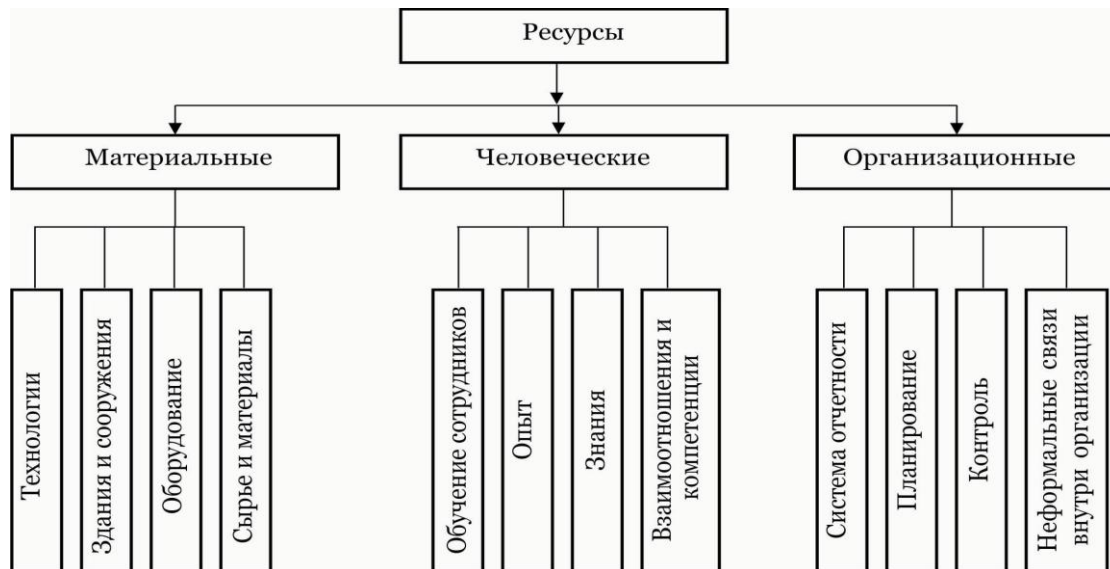 Ресурсы
Материальные
Человеческие
Организационные
Технологии
Здания и сооружения
Оборудование
Сырье и материалы
Обучение сотрудников
Опыт
Знания
Взаимоотношения и
компетенции
Система отчетности
Планирование
Контроль
Неформальные связи
внутри организации